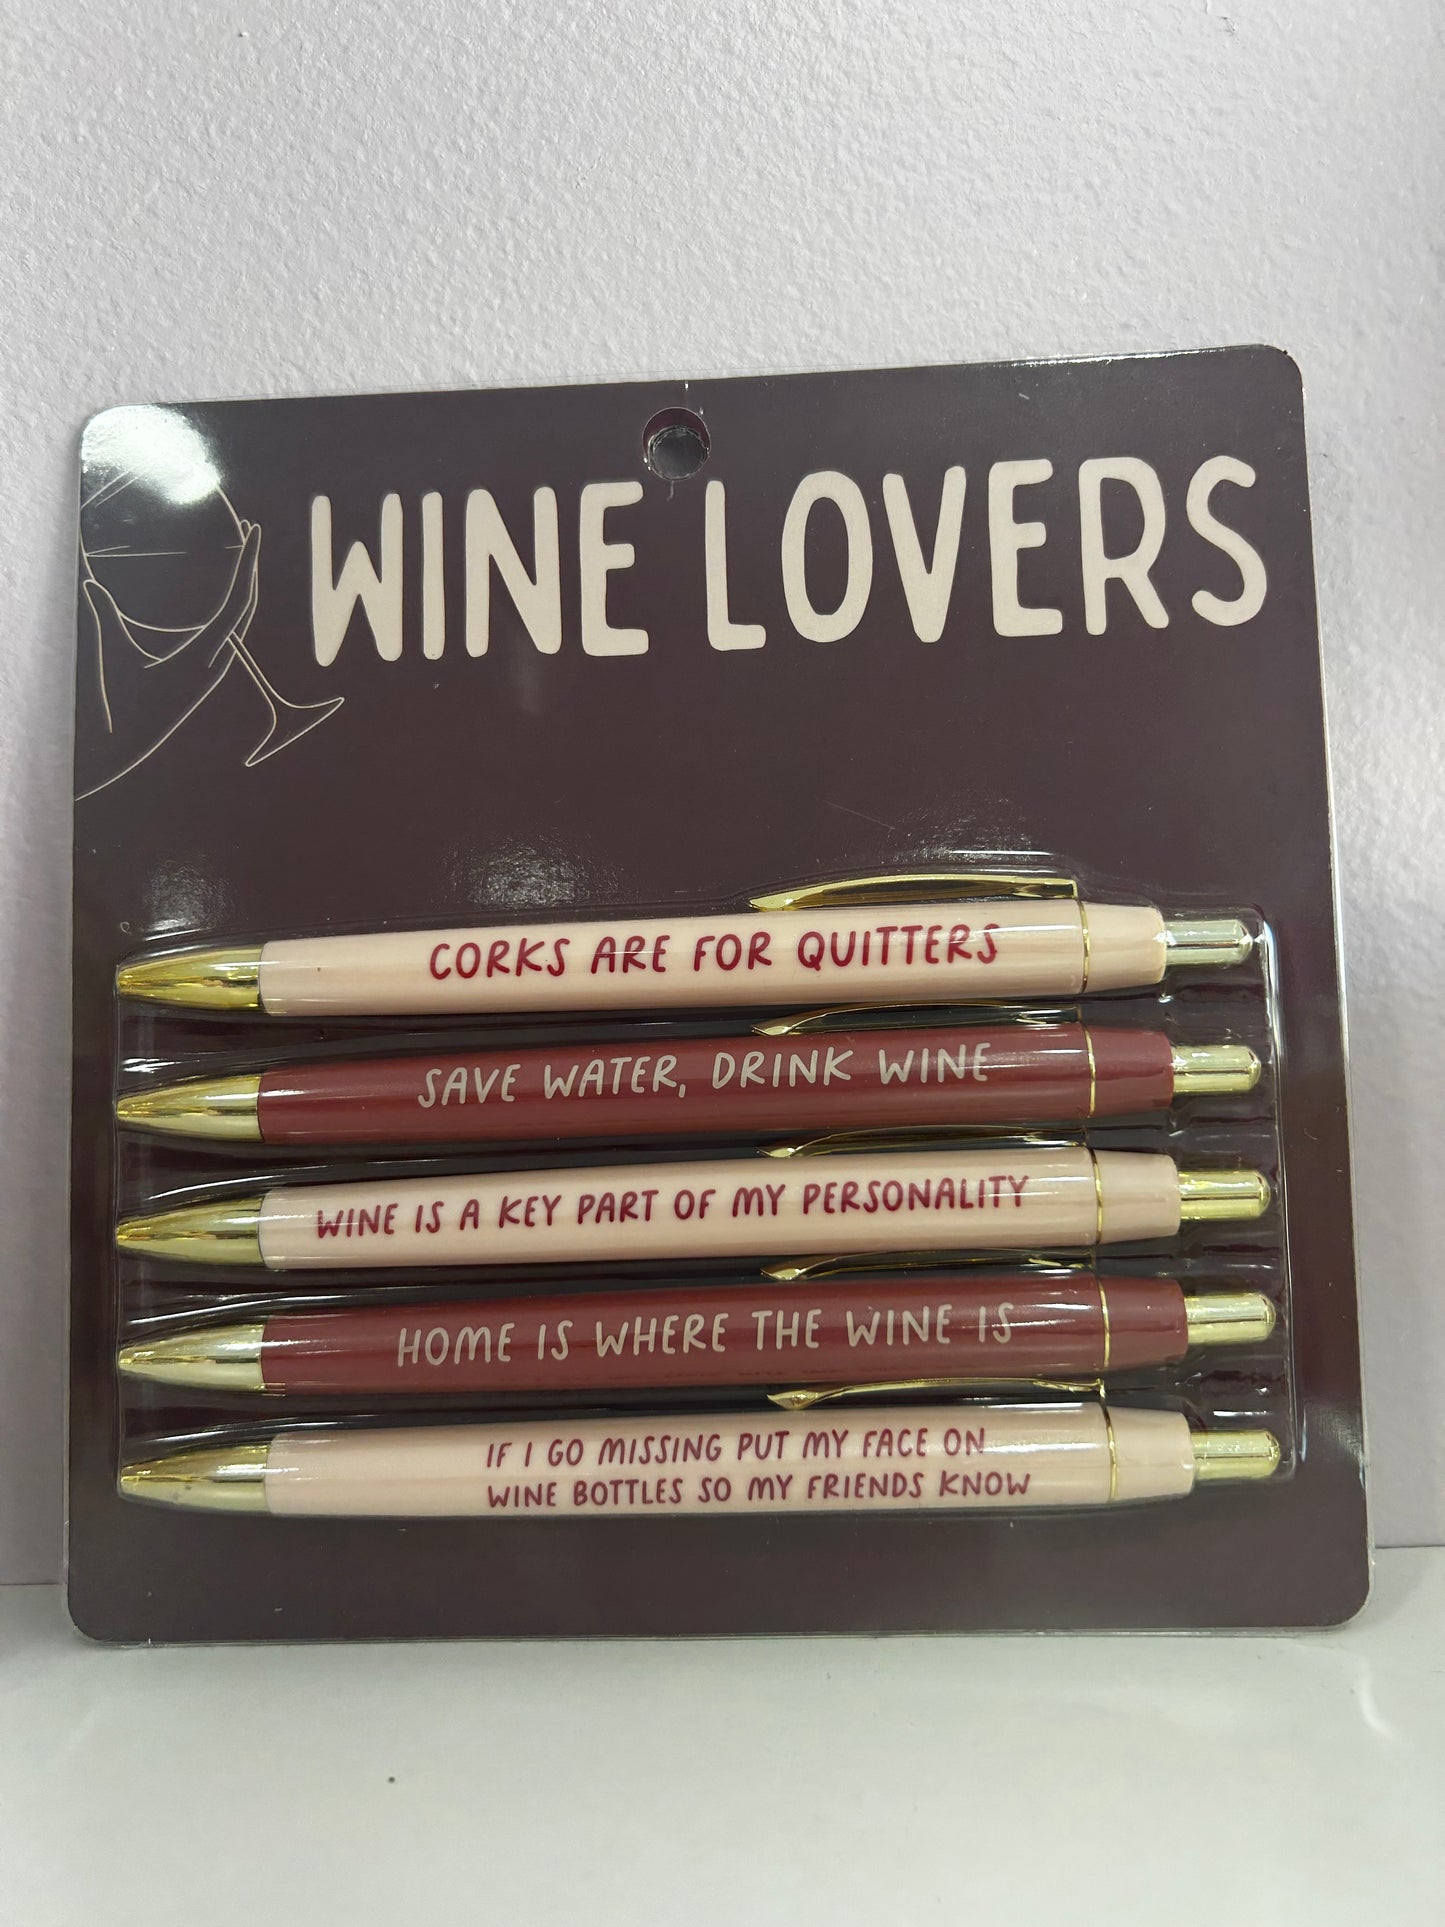 WINE LOVERS
CORKS ARE FOR QUITTERS
SAVE WATER, DRINK WINE
WINE IS A KEY PART OF MY PERSONALITY
HOME IS WHERE THE WINE IS
IF I GO MISSING PUT MY FACE ON
WINE BOTTLES SO MY FRIENDS KNOW